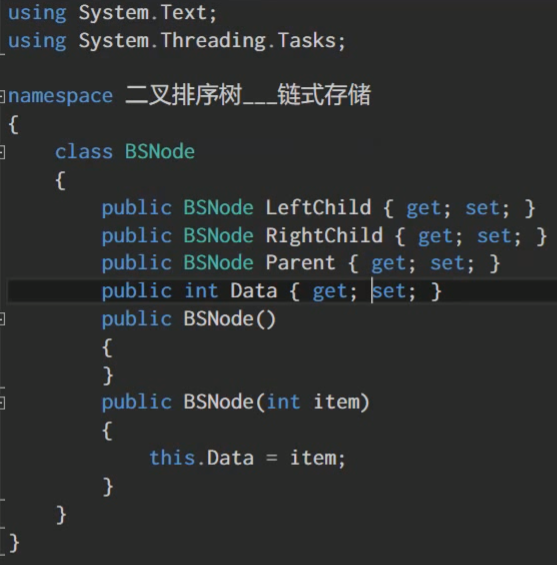 using System.Text;
using System.Threading.Tasks;
namespace 二叉排序树___链式存储
{
class BSNode
{
public BSNode LeftChild { get; set; }
public BSNode RightChild { get; set; }
public BSNode Parent { get; set; }
public int Data { get; set; }
public BSNode()
{
}
public BSNode(int item)
{
this.Data = item;
}
}
}